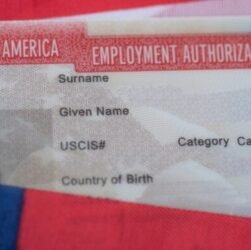 AMERICA EMPLOYMENT AUTHORIZA
Surname
Given Name
USCIS# Category Ca
Country of Birth